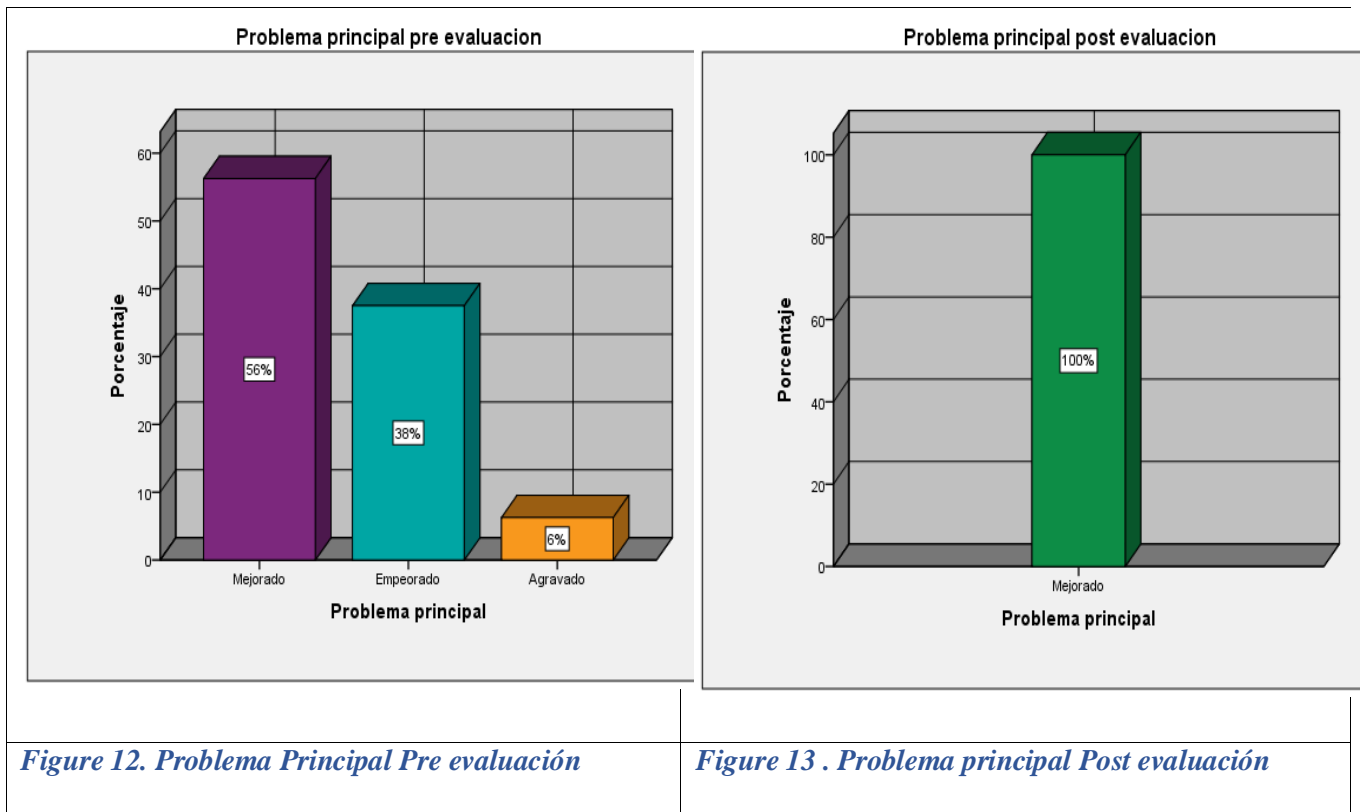 Problema principal pre evaluacion
60
50
40
30
20
10
0
Porcentaje
56%
38%
6%
Mejorado
Empeorado
Agravado
Problema principal
Problema principal post evaluacion
100
80
60
40
20
0
Porcentaje
100%
Mejorado
Problema principal
Figure 12. Problema Principal Pre evaluación
Figure 13 . Problema principal Post evaluación